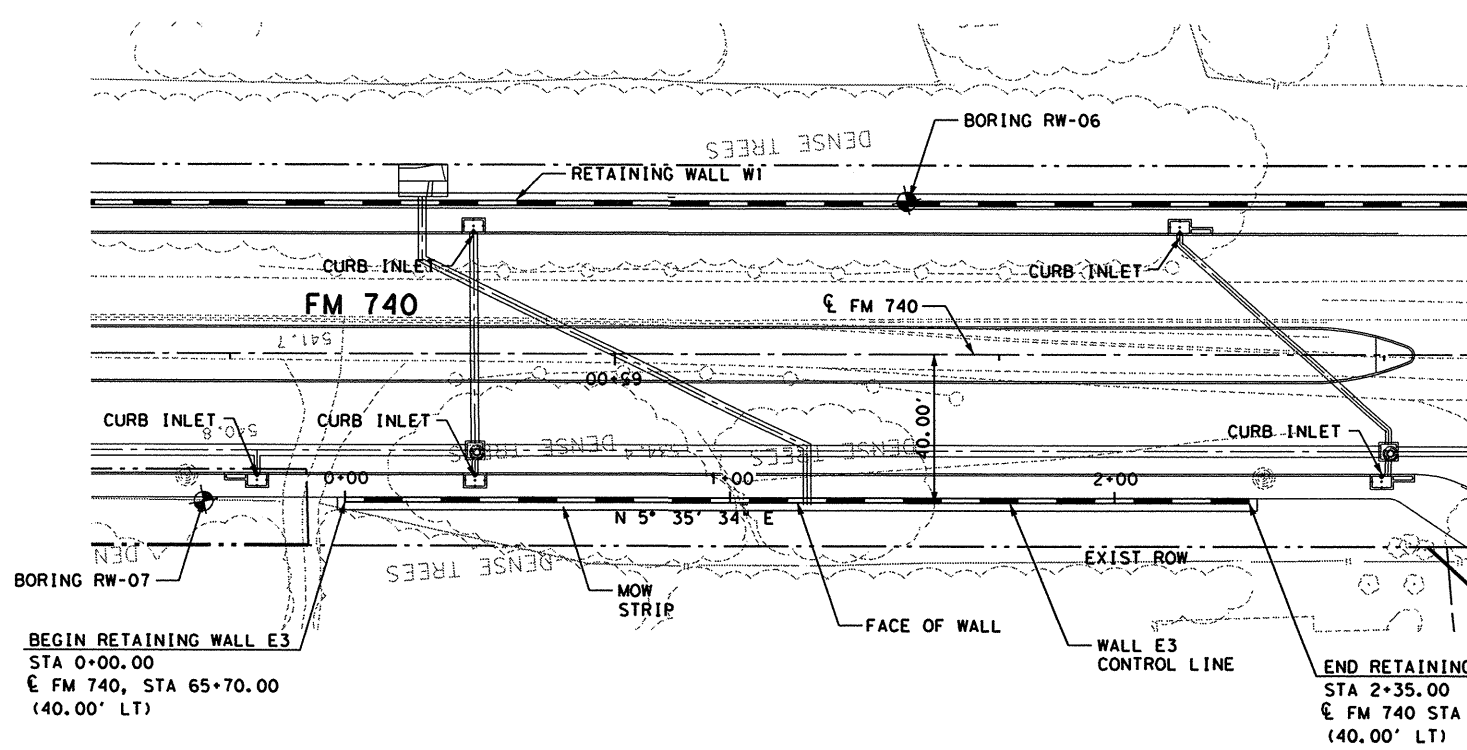 BORING RW-06
DENSE TREES
RETAINING WALL W1
CURB INLET
CURB INLET
FM 740
℄ FM 740
541.7
65+00
40.00'
CURB INLET
CURB INLET
540.8
DENSE TREES
534.4
DENSE TREES
CURB INLET
0+00
1+00
2+00
N 5° 35' 34" E
DEN
EXIST ROW
DENSE TREES
BORING RW-07
MOW
STRIP
FACE OF WALL
WALL E3
CONTROL LINE
BEGIN RETAINING WALL E3
STA 0+00.00
℄ FM 740, STA 65+70.00
(40.00' LT)
END RETAINING
STA 2+35.00
℄ FM 740 STA
(40.00' LT)